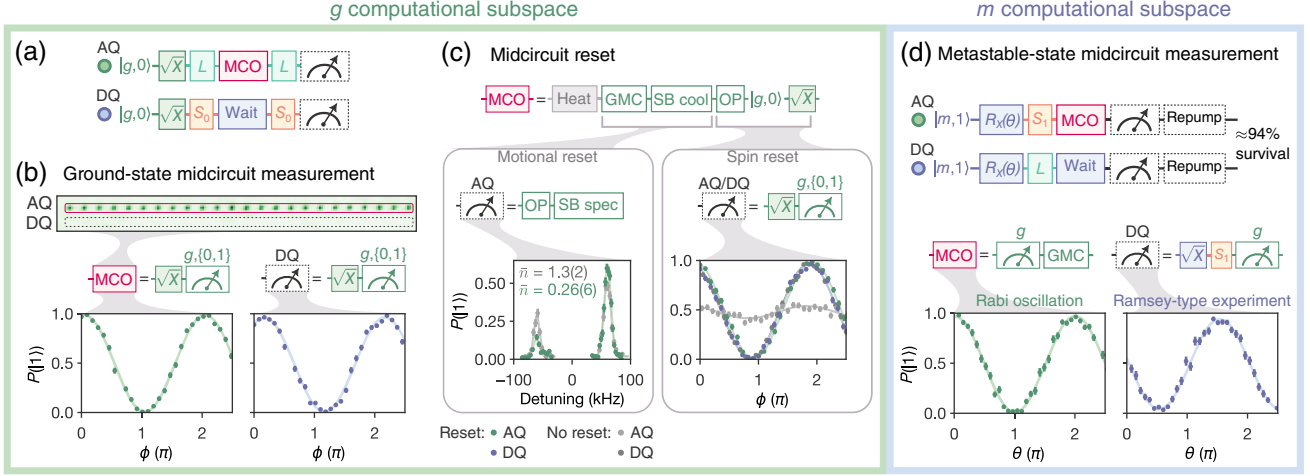 g computational subspace
m computational subspace
(a)
AQ
|g,0⟩ √X L MCO L
DQ
|g,0⟩ √X S₀ Wait S₀
(b) Ground-state midcircuit measurement
AQ
DQ
g,{0,1}
MCO = √X
DQ
g,{0,1}
= √X
P(|1⟩)
1.0
0.5
0.0
0 1 2
ϕ (π)
0 1 2
ϕ (π)
(c) Midcircuit reset
MCO = Heat GMC SB cool OP |g,0⟩ √X
Motional reset
AQ
= OP SB spec
n̄ = 1.3(2)
n̄ = 0.26(6)
P(|1⟩)
0.50
0.25
0.00
−100 0 100
Detuning (kHz)
Spin reset
AQ/DQ
g,{0,1}
= √X
1.0
0.5
0.0
0 1 2
ϕ (π)
Reset: AQ No reset: AQ
DQ DQ
(d) Metastable-state midcircuit measurement
AQ
|m,1⟩ Rₓ(θ) S₁ MCO Repump
DQ
|m,1⟩ Rₓ(θ) L Wait Repump
≈94%
survival
g
MCO = GMC
DQ
g
= √X S₁
Rabi oscillation
Ramsey-type experiment
P(|1⟩)
1.0
0.5
0.0
0 1 2
θ (π)
0 1 2
θ (π)